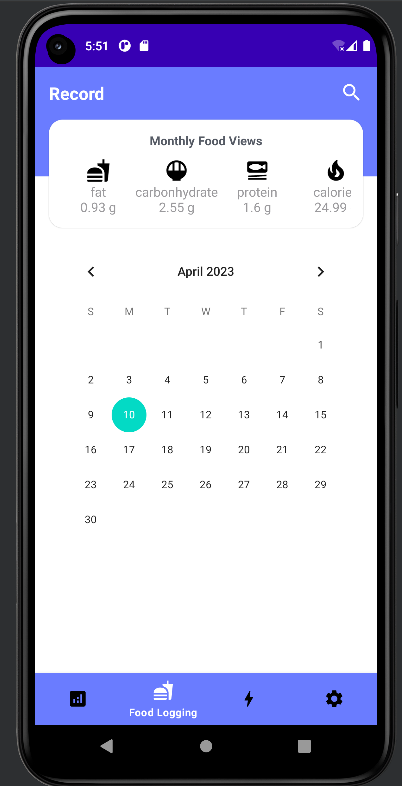 5:51
Record
Monthly Food Views
fat carbonhydrate protein calorie
0.93 g 2.55 g 1.6 g 24.99
April 2023
S M T W T F S
1
2 3 4 5 6 7 8
9 10 11 12 13 14 15
16 17 18 19 20 21 22
23 24 25 26 27 28 29
30
Food Logging